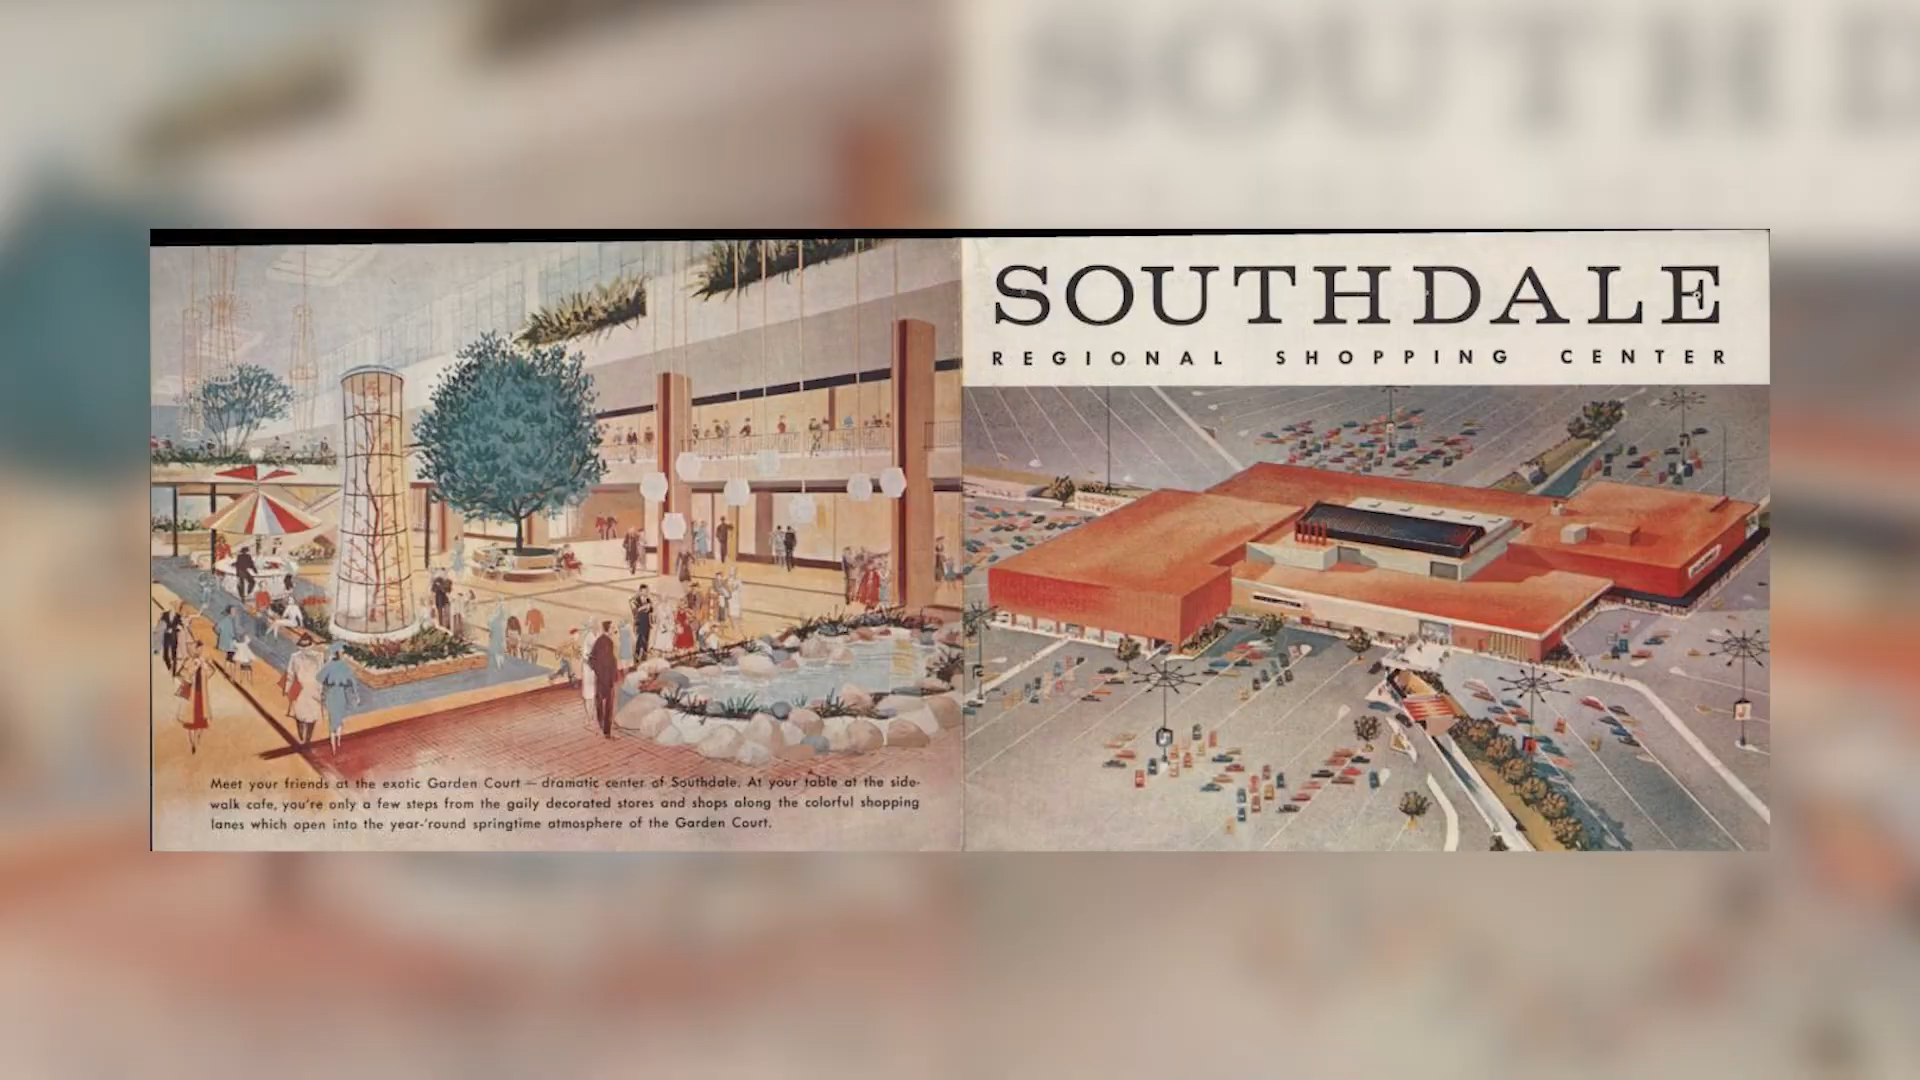 Meet your friends at the exotic Garden Court — dramatic center of Southdale. At your table at the side-
walk cafe, you're only a few steps from the gaily decorated stores and shops along the colorful shopping
lanes which open into the year-'round springtime atmosphere of the Garden Court.
SOUTHDALE
REGIONAL SHOPPING CENTER